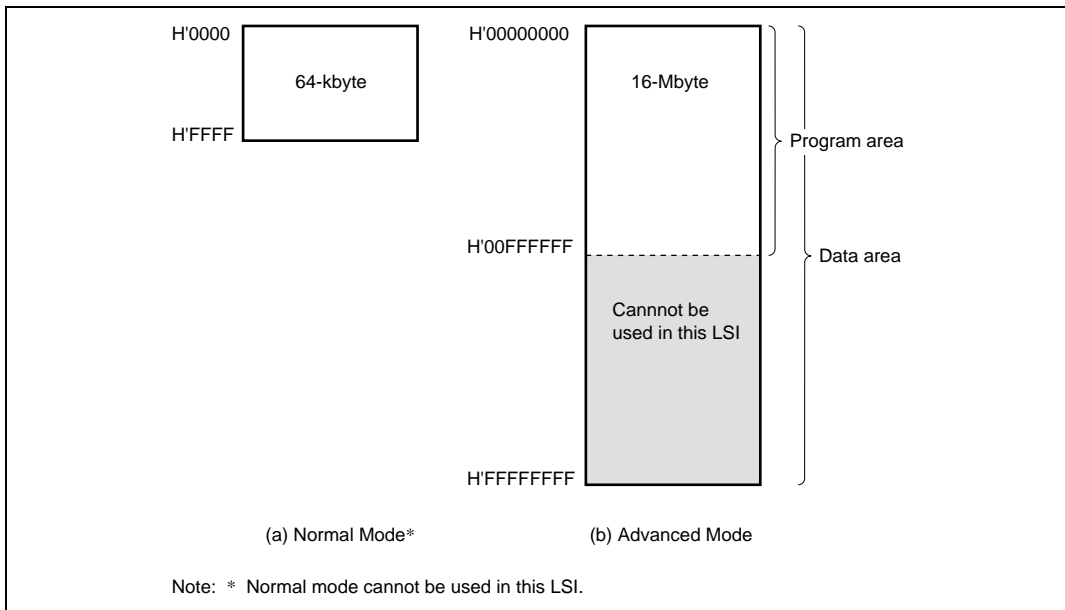 H'0000
64-kbyte
H'FFFF
H'00000000
16-Mbyte
Program area
H'00FFFFFF
Data area
Cannnot be
used in this LSI
H'FFFFFFFF
(a) Normal Mode*
(b) Advanced Mode
Note: * Normal mode cannot be used in this LSI.